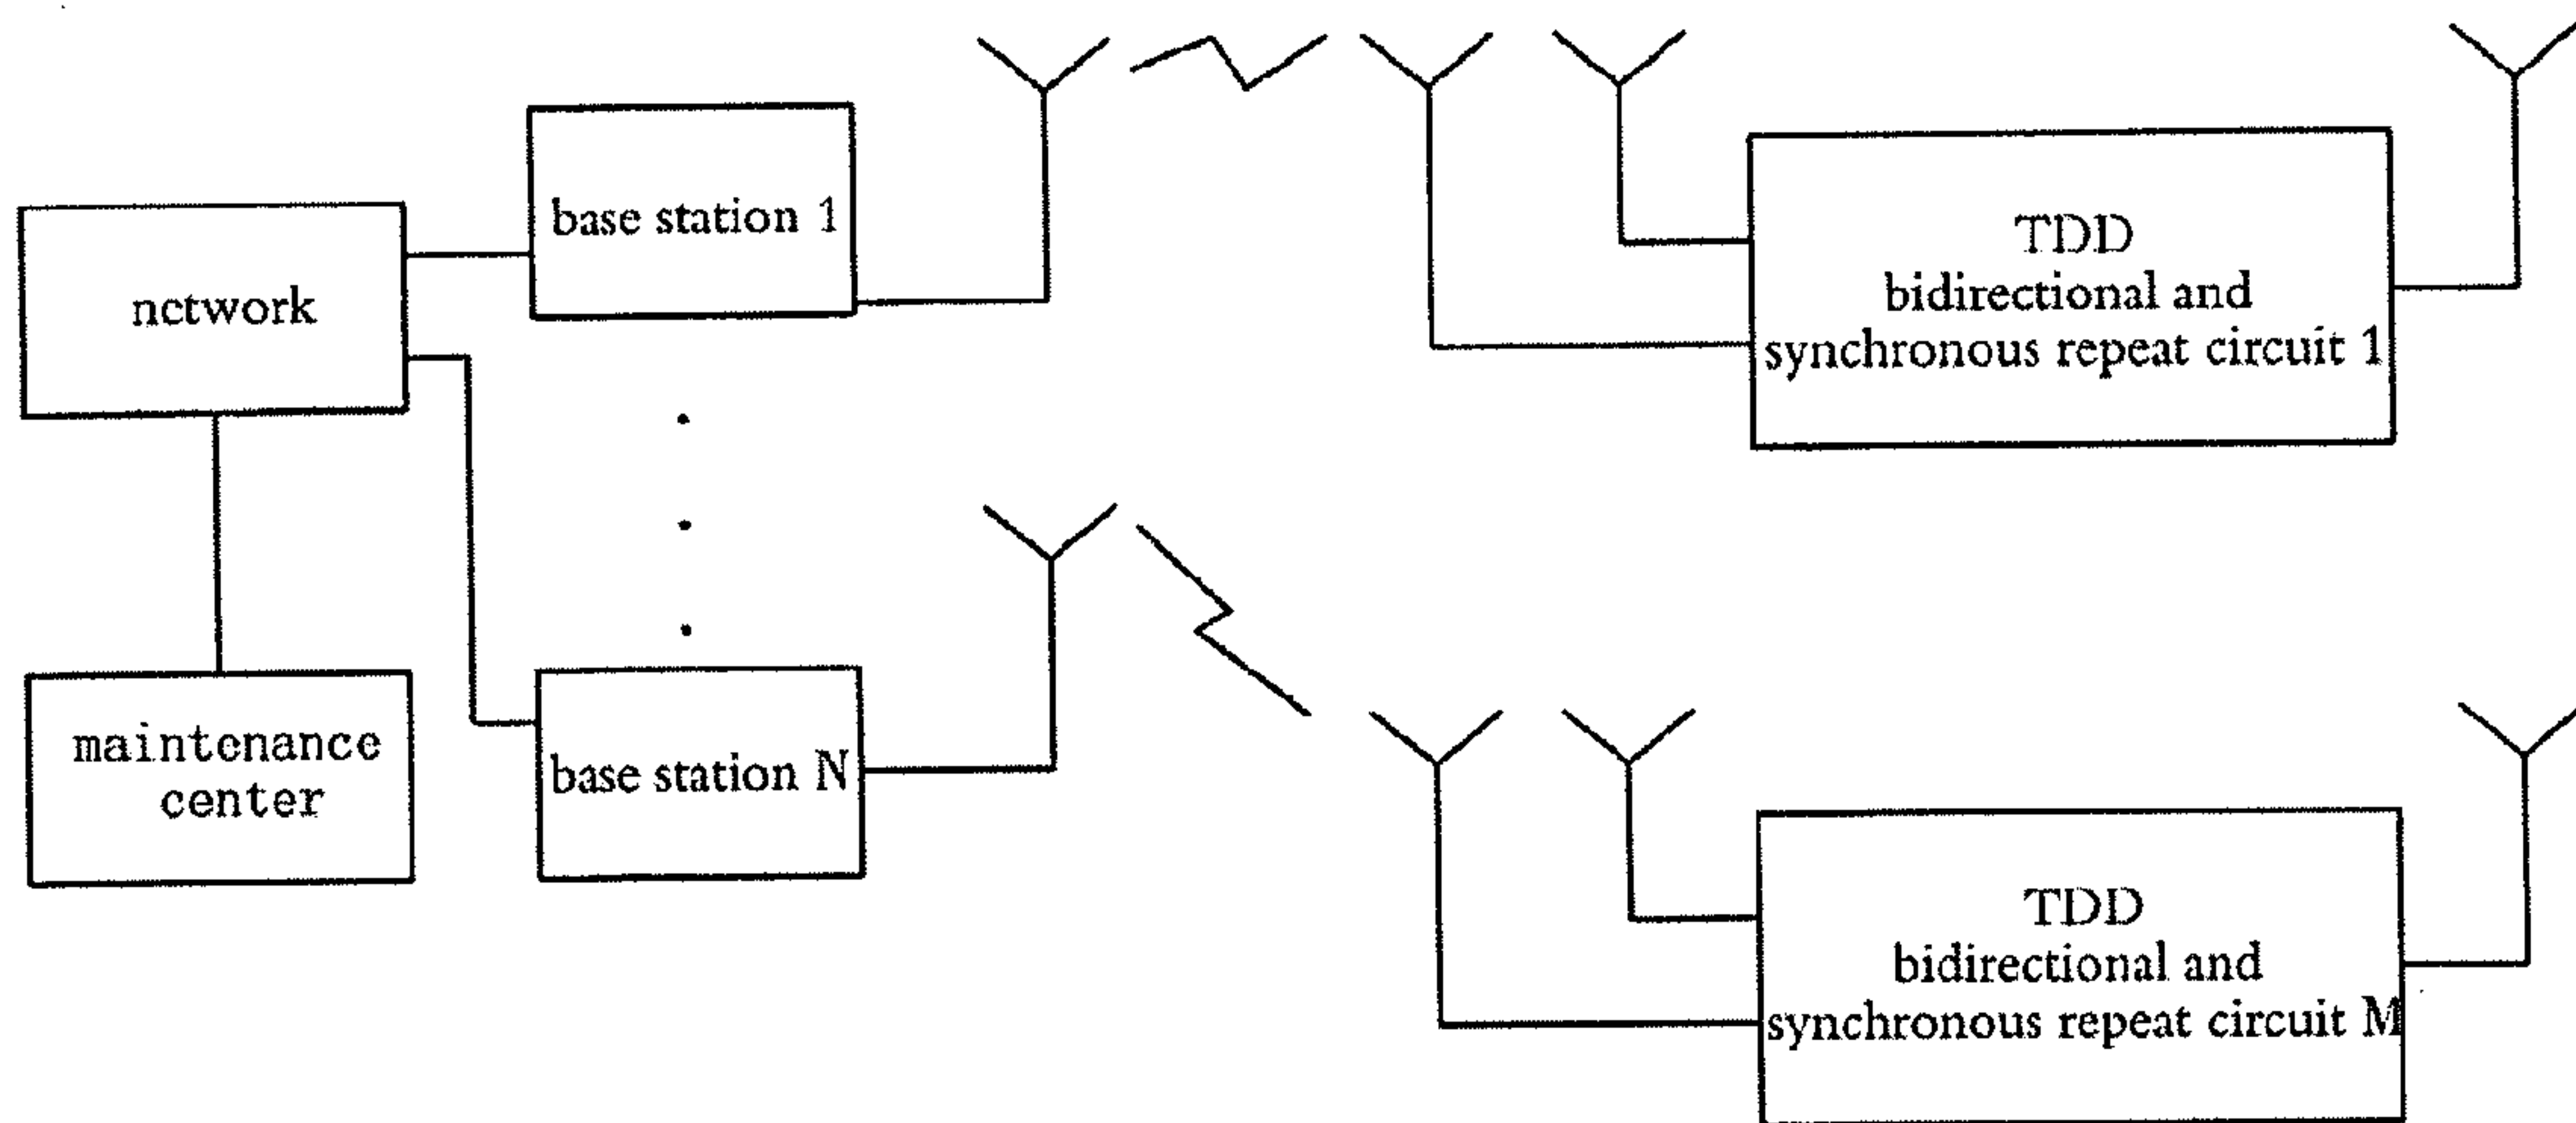 base station 1
network
TDD
bidirectional and
synchronous repeat circuit 1
maintenance
center
base station N
TDD
bidirectional and
synchronous repeat circuit M